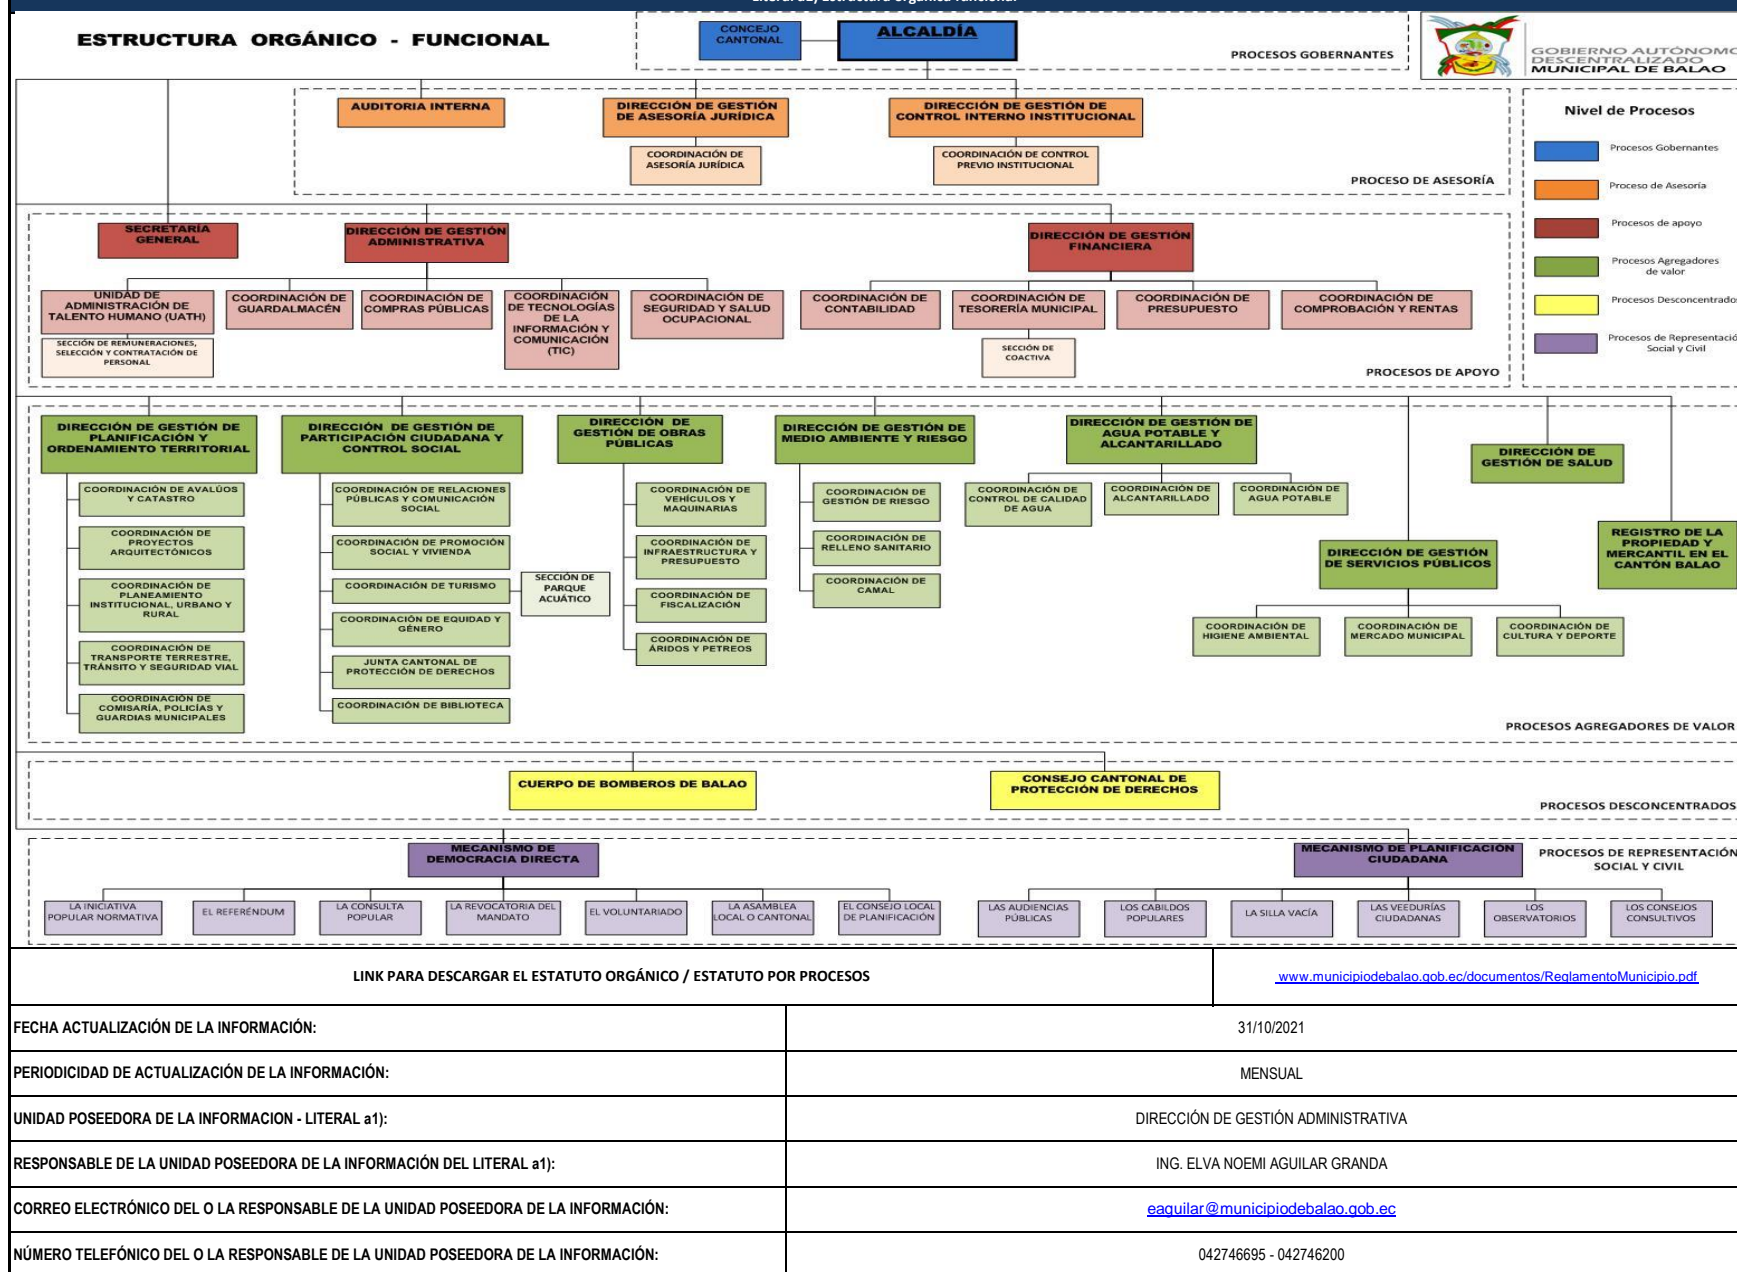 Literal a1) Estructura orgánica funcional
ESTRUCTURA ORGÁNICO - FUNCIONAL
CONCEJO
CANTONAL
ALCALDÍA
PROCESOS GOBERNANTES
GOBIERNO AUTÓNOMO
DESCENTRALIZADO
MUNICIPAL DE BALAO
AUDITORIA INTERNA
DIRECCIÓN DE GESTIÓN
DE ASESORÍA JURÍDICA
DIRECCIÓN DE GESTIÓN DE
CONTROL INTERNO INSTITUCIONAL
COORDINACIÓN DE
ASESORÍA JURÍDICA
COORDINACIÓN DE CONTROL
PREVIO INSTITUCIONAL
PROCESO DE ASESORÍA
Nivel de Procesos
Procesos Gobernantes
Proceso de Asesoría
Procesos de apoyo
Procesos Agregadores
de valor
Procesos Desconcentrados
Procesos de Representació
Social y Civil
SECRETARÍA
GENERAL
DIRECCIÓN DE GESTIÓN
ADMINISTRATIVA
DIRECCIÓN DE GESTIÓN
FINANCIERA
UNIDAD DE
ADMINISTRACIÓN DE
TALENTO HUMANO (UATH)
SECCIÓN DE REMUNERACIONES,
SELECCIÓN Y CONTRATACIÓN DE
PERSONAL
COORDINACIÓN DE
GUARDALMACÉN
COORDINACIÓN DE
COMPRAS PÚBLICAS
COORDINACIÓN
DE TECNOLOGÍAS
DE LA
INFORMACIÓN Y
COMUNICACIÓN
(TIC)
COORDINACIÓN DE
SEGURIDAD Y SALUD
OCUPACIONAL
COORDINACIÓN DE
CONTABILIDAD
COORDINACIÓN DE
TESORERÍA MUNICIPAL
SECCIÓN DE
COACTIVA
COORDINACIÓN DE
PRESUPUESTO
COORDINACIÓN DE
COMPROBACIÓN Y RENTAS
PROCESOS DE APOYO
DIRECCIÓN DE GESTIÓN DE
PLANIFICACIÓN Y
ORDENAMIENTO TERRITORIAL
COORDINACIÓN DE AVALÚOS
Y CATASTRO
COORDINACIÓN DE
PROYECTOS
ARQUITECTÓNICOS
COORDINACIÓN DE
PLANEAMIENTO
INSTITUCIONAL, URBANO Y
RURAL
COORDINACIÓN DE
TRANSPORTE TERRESTRE,
TRÁNSITO Y SEGURIDAD VIAL
COORDINACIÓN DE
COMISARÍA, POLICÍAS Y
GUARDIAS MUNICIPALES
DIRECCIÓN DE GESTIÓN DE
PARTICIPACIÓN CIUDADANA Y
CONTROL SOCIAL
COORDINACIÓN DE RELACIONES
PÚBLICAS Y COMUNICACIÓN
SOCIAL
COORDINACIÓN DE PROMOCIÓN
SOCIAL Y VIVIENDA
COORDINACIÓN DE TURISMO
SECCIÓN DE
PARQUE
ACUÁTICO
COORDINACIÓN DE EQUIDAD Y
GÉNERO
JUNTA CANTONAL DE
PROTECCIÓN DE DERECHOS
COORDINACIÓN DE BIBLIOTECA
DIRECCIÓN DE
GESTIÓN DE OBRAS
PÚBLICAS
COORDINACIÓN DE
VEHÍCULOS Y
MAQUINARIAS
COORDINACIÓN DE
INFRAESTRUCTURA Y
PRESUPUESTO
COORDINACIÓN DE
FISCALIZACIÓN
COORDINACIÓN DE
ÁRIDOS Y PETREOS
DIRECCIÓN DE GESTIÓN DE
MEDIO AMBIENTE Y RIESGO
COORDINACIÓN DE
GESTIÓN DE RIESGO
COORDINACIÓN DE
RELLENO SANITARIO
COORDINACIÓN DE
CAMAL
DIRECCIÓN DE GESTIÓN DE
AGUA POTABLE Y
ALCANTARILLADO
COORDINACIÓN DE
CONTROL DE CALIDAD
DE AGUA
COORDINACIÓN DE
ALCANTARILLADO
COORDINACIÓN DE
AGUA POTABLE
DIRECCIÓN DE GESTIÓN
DE SERVICIOS PÚBLICOS
COORDINACIÓN DE
HIGIENE AMBIENTAL
COORDINACIÓN DE
MERCADO MUNICIPAL
COORDINACIÓN DE
CULTURA Y DEPORTE
DIRECCIÓN DE
GESTIÓN DE SALUD
REGISTRO DE LA
PROPIEDAD Y
MERCANTIL EN EL
CANTÓN BALAO
PROCESOS AGREGADORES DE VALOR
CUERPO DE BOMBEROS DE BALAO
CONSEJO CANTONAL DE
PROTECCIÓN DE DERECHOS
PROCESOS DESCONCENTRADOS
MECANISMO DE
DEMOCRACIA DIRECTA
MECANISMO DE PLANIFICACIÓN
CIUDADANA
PROCESOS DE REPRESENTACIÓN
SOCIAL Y CIVIL
LA INICIATIVA
POPULAR NORMATIVA
EL REFERÉNDUM
LA CONSULTA
POPULAR
LA REVOCATORIA DEL
MANDATO
EL VOLUNTARIADO
LA ASAMBLEA
LOCAL O CANTONAL
EL CONSEJO LOCAL
DE PLANIFICACIÓN
LAS AUDIENCIAS
PÚBLICAS
LOS CABILDOS
POPULARES
LA SILLA VACÍA
LAS VEEDURÍAS
CIUDADANAS
LOS
OBSERVATORIOS
LOS CONSEJOS
CONSULTIVOS
LINK PARA DESCARGAR EL ESTATUTO ORGÁNICO / ESTATUTO POR PROCESOS
www.municipiodebalao.gob.ec/documentos/ReglamentoMunicipio.pdf
FECHA ACTUALIZACIÓN DE LA INFORMACIÓN:
31/10/2021
PERIODICIDAD DE ACTUALIZACIÓN DE LA INFORMACIÓN:
MENSUAL
UNIDAD POSEEDORA DE LA INFORMACION - LITERAL a1):
DIRECCIÓN DE GESTIÓN ADMINISTRATIVA
RESPONSABLE DE LA UNIDAD POSEEDORA DE LA INFORMACIÓN DEL LITERAL a1):
ING. ELVA NOEMI AGUILAR GRANDA
CORREO ELECTRÓNICO DEL O LA RESPONSABLE DE LA UNIDAD POSEEDORA DE LA INFORMACIÓN:
eaguilar@municipiodebalao.gob.ec
NÚMERO TELEFÓNICO DEL O LA RESPONSABLE DE LA UNIDAD POSEEDORA DE LA INFORMACIÓN:
042746695 - 042746200